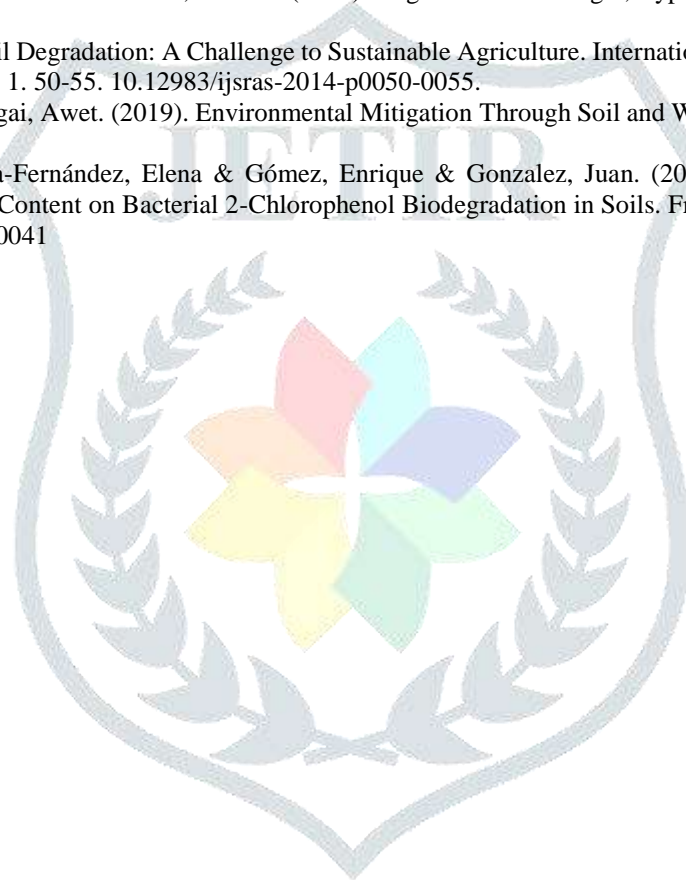 il Degradation: A Challenge to Sustainable Agriculture. Internatio
1. 50-55. 10.12983/ijsras-2014-p0050-0055.
gai, Awet. (2019). Environmental Mitigation Through Soil and W
-Fernández, Elena & Gómez, Enrique & Gonzalez, Juan. (20
Content on Bacterial 2-Chlorophenol Biodegradation in Soils. Fr
0041
JETIR